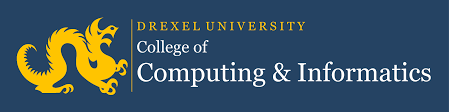 DREXEL UNIVERSITY
College of
Computing & Informatics